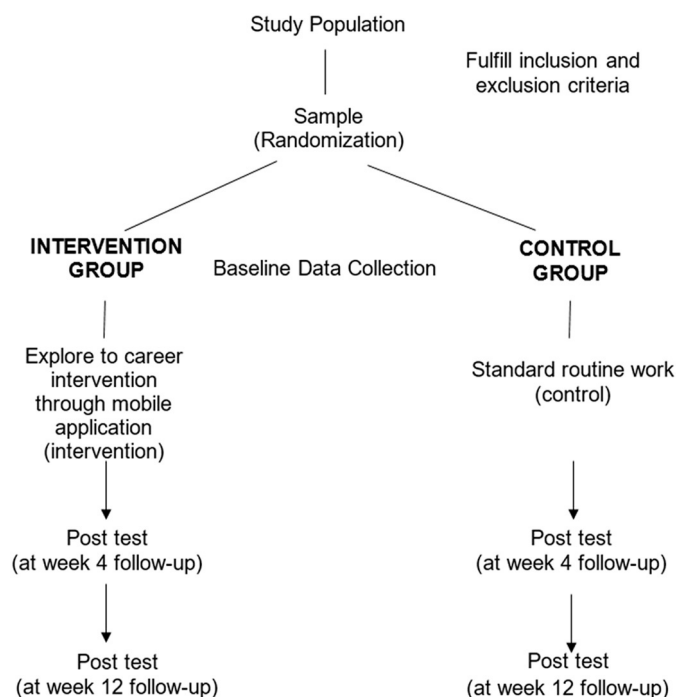 Study Population
Fulfill inclusion and
exclusion criteria
Sample
(Randomization)
INTERVENTION
GROUP
Baseline Data Collection
CONTROL
GROUP
Explore to career
intervention
through mobile
application
(intervention)
Standard routine work
(control)
Post test
(at week 4 follow-up)
Post test
(at week 4 follow-up)
Post test
(at week 12 follow-up)
Post test
(at week 12 follow-up)